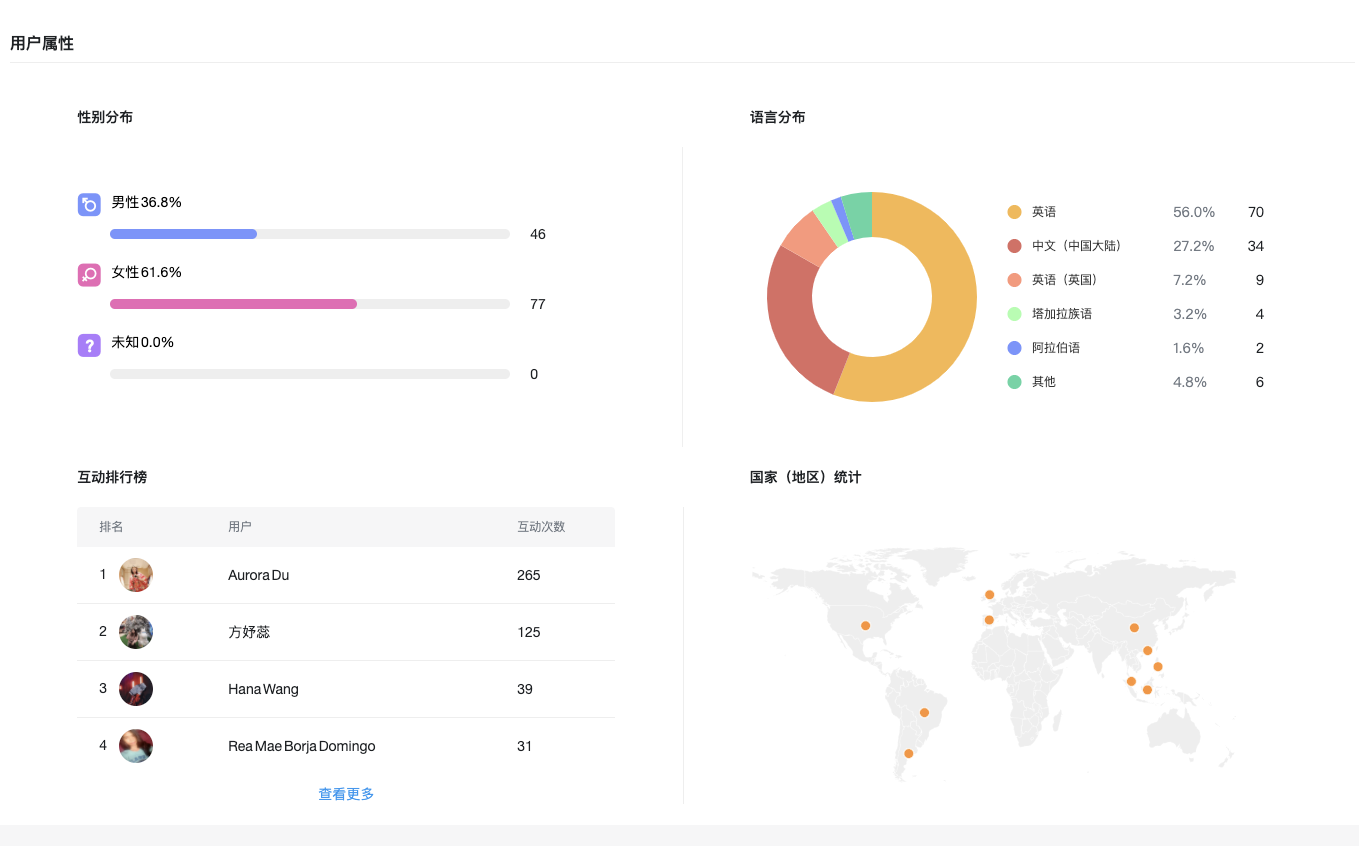 用户属性
性别分布
男性36.8%
46
女性61.6%
77
?
未知0.0%
0
语言分布
英语 56.0% 70
中文（中国大陆） 27.2% 34
英语（英国） 7.2% 9
塔加拉族语 3.2% 4
阿拉伯语 1.6% 2
其他 4.8% 6
互动排行榜
排名 用户 互动次数
1 Aurora Du 265
2 方妤蕊 125
3 Hana Wang 39
4 Rea Mae Borja Domingo 31
查看更多
国家（地区）统计